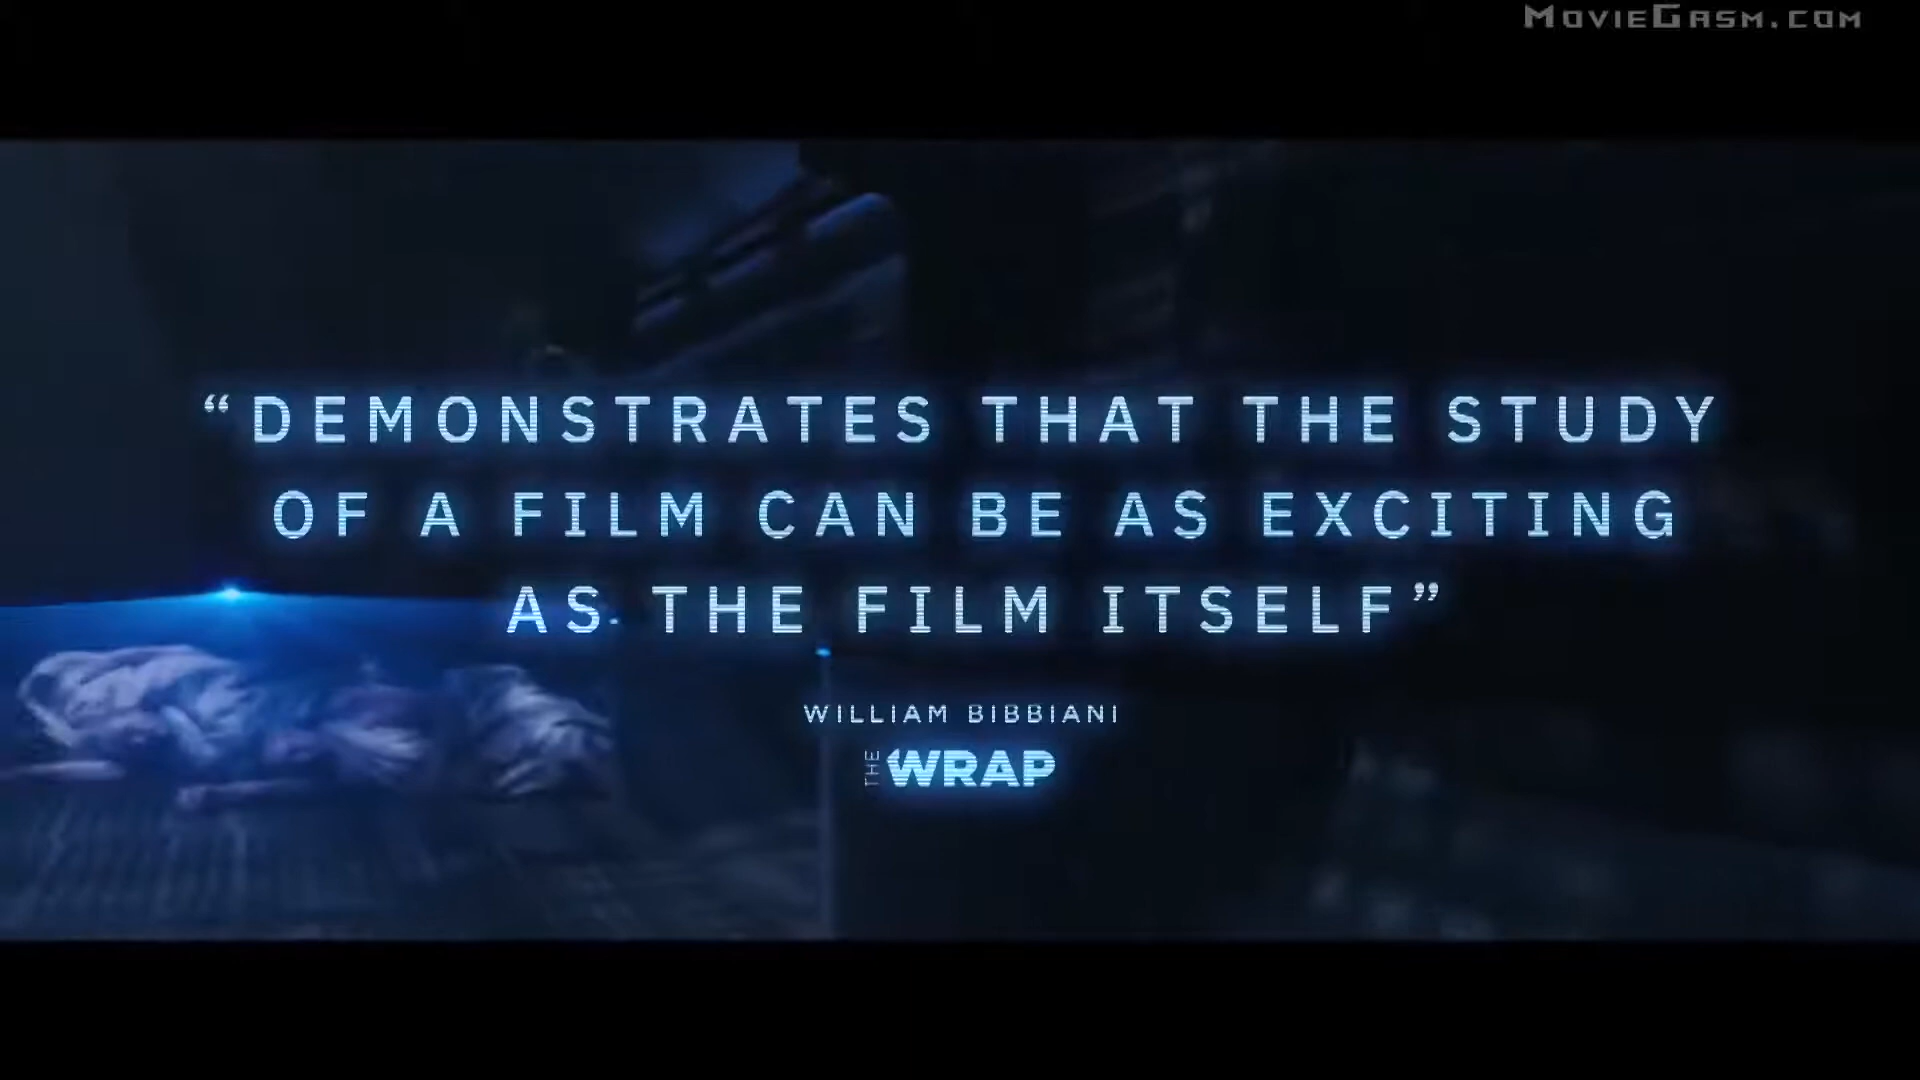 MovieGasm.com
“DEMONSTRATES THAT THE STUDY
OF A FILM CAN BE AS EXCITING
AS THE FILM ITSELF”
WILLIAM BIBBIANI
THE WRAP